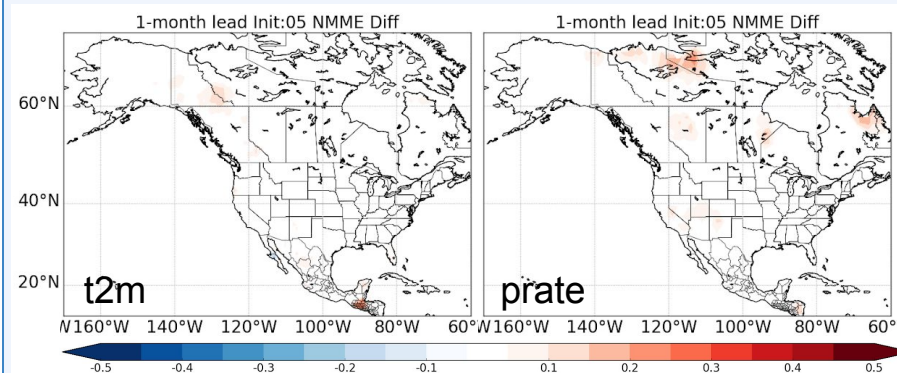 1-month lead Init:05 NMME Diff
1-month lead Init:05 NMME Diff
60°N
40°N
20°N
t2m
prate
160°W 140°W 120°W 100°W 80°W 60°
160°W 140°W 120°W 100°W 80°W 60°
-0.5 -0.4 -0.3 -0.2 -0.1 0.1 0.2 0.3 0.4 0.5